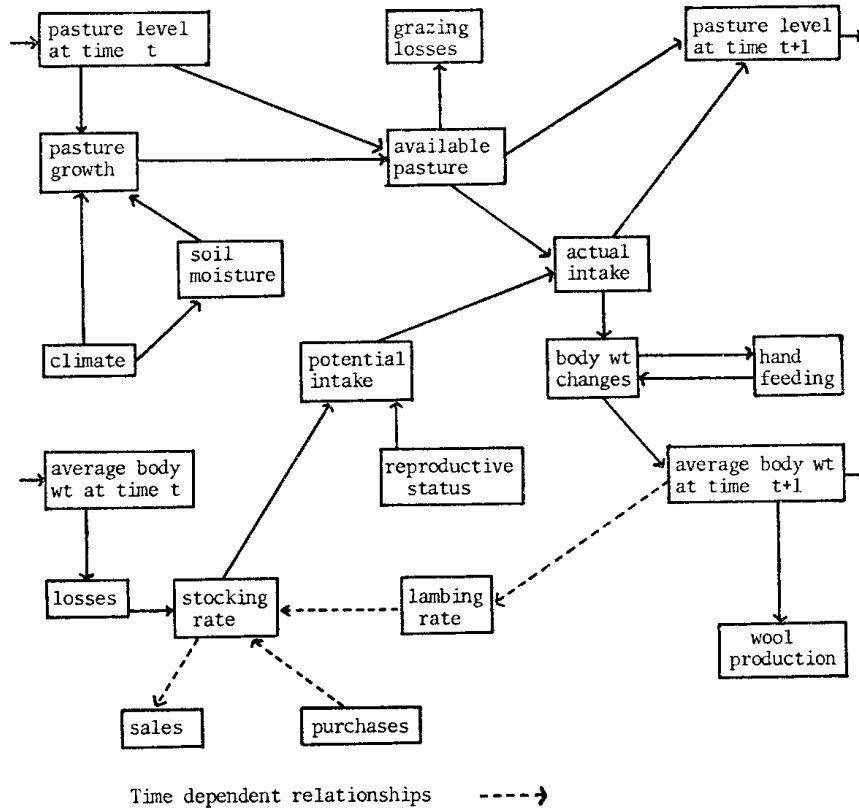 pasture level
at time t
grazing
losses
pasture level
at time t+1
pasture
growth
available
pasture
soil
moisture
actual
intake
climate
potential
intake
body wt
changes
hand
feeding
average body
wt at time t
reproductive
status
average body wt
at time t+1
losses
stocking
rate
lambing
rate
wool
production
sales
purchases
Time dependent relationships